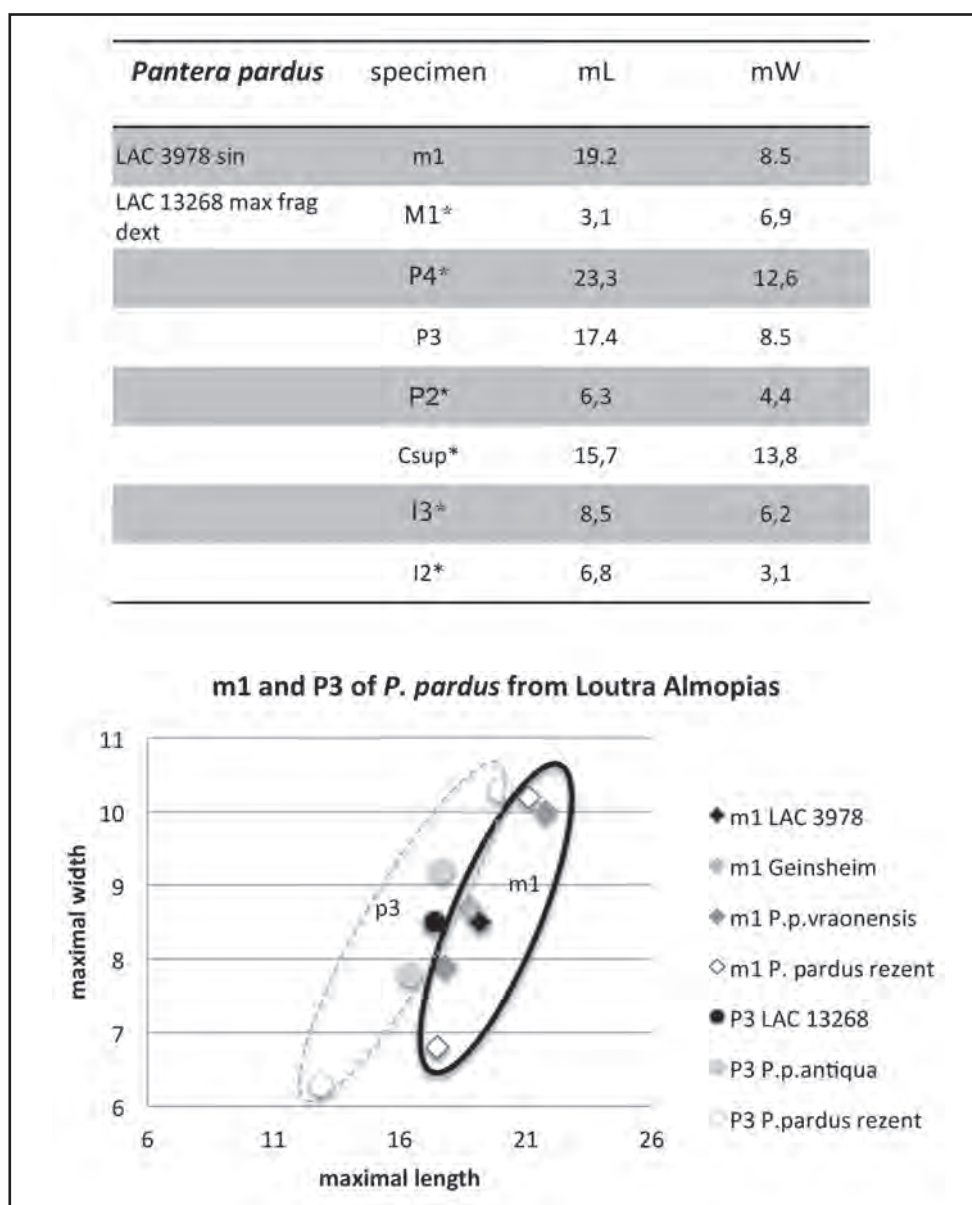 Pantera pardus specimen mL mW
LAC 3978 sin m1 19.2 8.5
LAC 13268 max frag
dext M1* 3,1 6,9
P4* 23,3 12,6
P3 17.4 8.5
P2* 6,3 4,4
Csup* 15,7 13,8
I3* 8,5 6,2
I2* 6,8 3,1
m1 and P3 of P. pardus from Loutra Almopias
maximal width
11
10
9
8
7
6
6 11 16 21 26
maximal length
p3
m1
m1 LAC 3978
m1 Geinsheim
m1 P.p.vraonensis
m1 P. pardus rezent
P3 LAC 13268
P3 P.p.antiqua
P3 P.pardus rezent